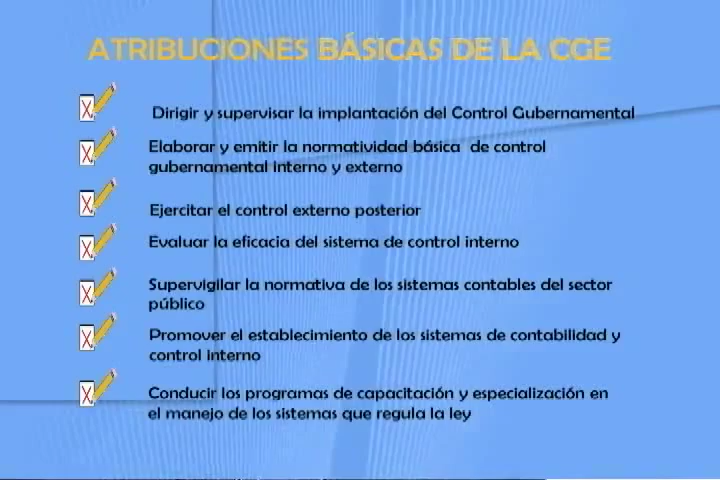 ATRIBUCIONES BÁSICAS DE LA CGE
Dirigir y supervisar la implantación del Control Gubernamental
Elaborar y emitir la normatividad básica de control
gubernamental interno y externo
Ejercitar el control externo posterior
Evaluar la eficacia del sistema de control interno
Supervigilar la normativa de los sistemas contables del sector
público
Promover el establecimiento de los sistemas de contabilidad y
control interno
Conducir los programas de capacitación y especialización en
el manejo de los sistemas que regula la ley